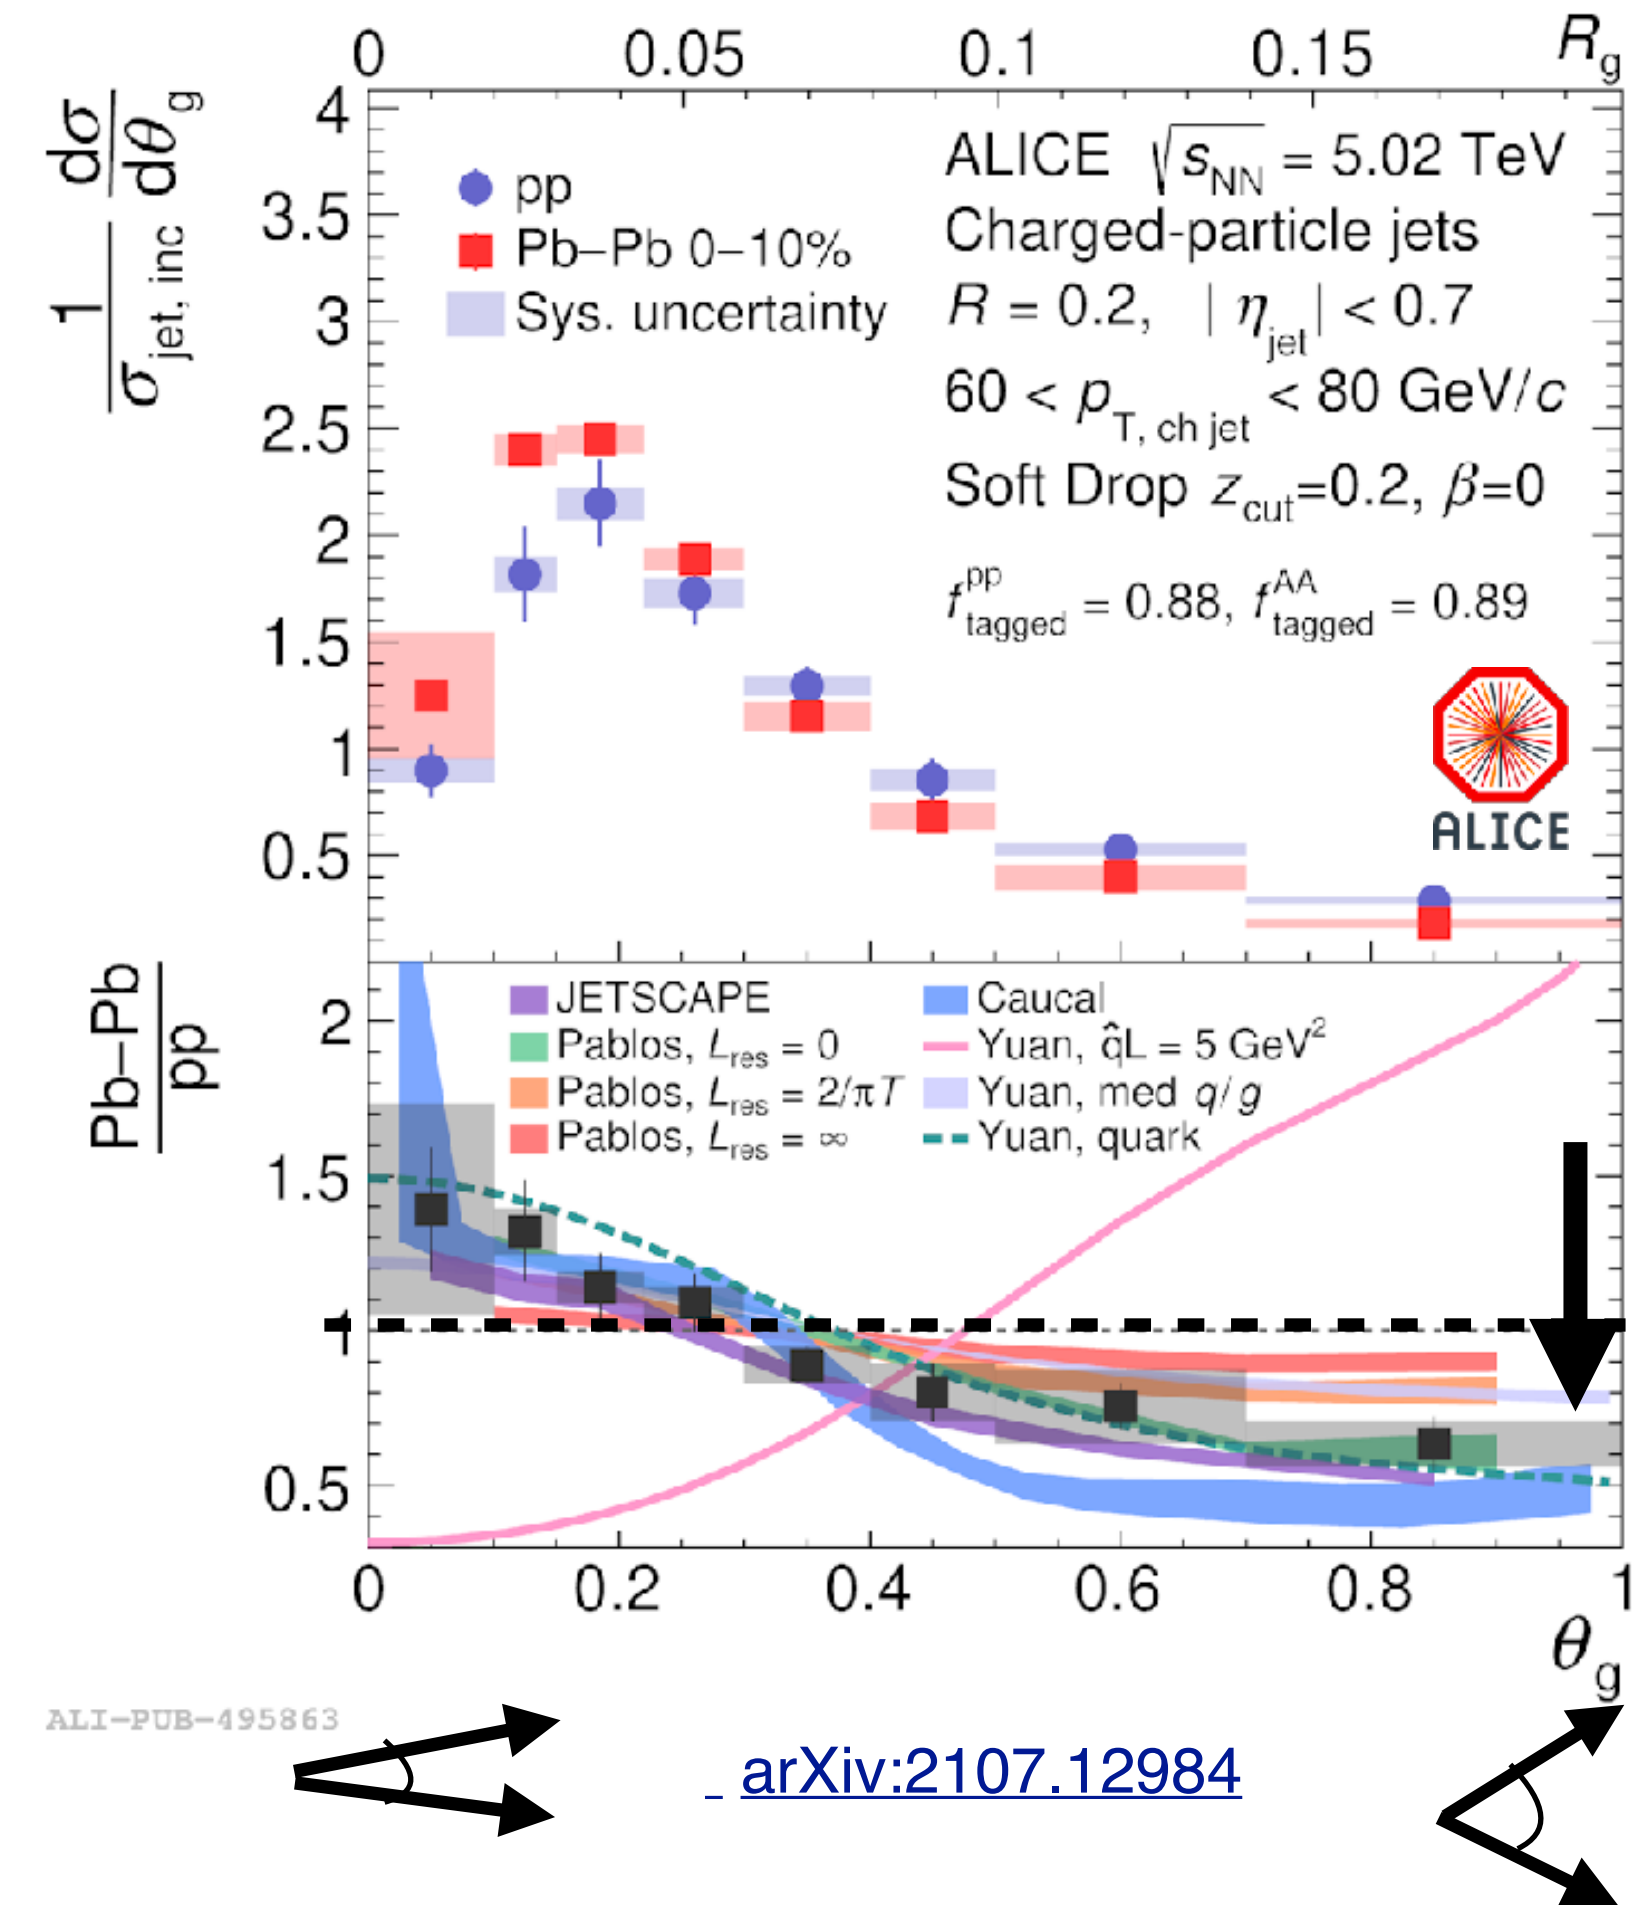 0 0.05 0.1 0.15 R_g
1/σ_jet, inc dσ/dθ_g
4
3.5
3
2.5
2
1.5
1
0.5
pp
Pb–Pb 0–10%
Sys. uncertainty
ALICE √s_NN = 5.02 TeV
Charged-particle jets
R = 0.2, | η_jet | < 0.7
60 < p_T, ch jet < 80 GeV/c
Soft Drop z_cut=0.2, β=0
f^pp_tagged = 0.88, f^AA_tagged = 0.89
ALICE
Pb–Pb
pp
2
1.5
1
0.5
JETSCAPE
Pablos, L_res = 0
Pablos, L_res = 2/πT
Pablos, L_res = ∞
Caucal
Yuan, q̂L = 5 GeV²
Yuan, med q/g
Yuan, quark
0 0.2 0.4 0.6 0.8 1
θ_g
ALI-PUB-495863
arXiv:2107.12984